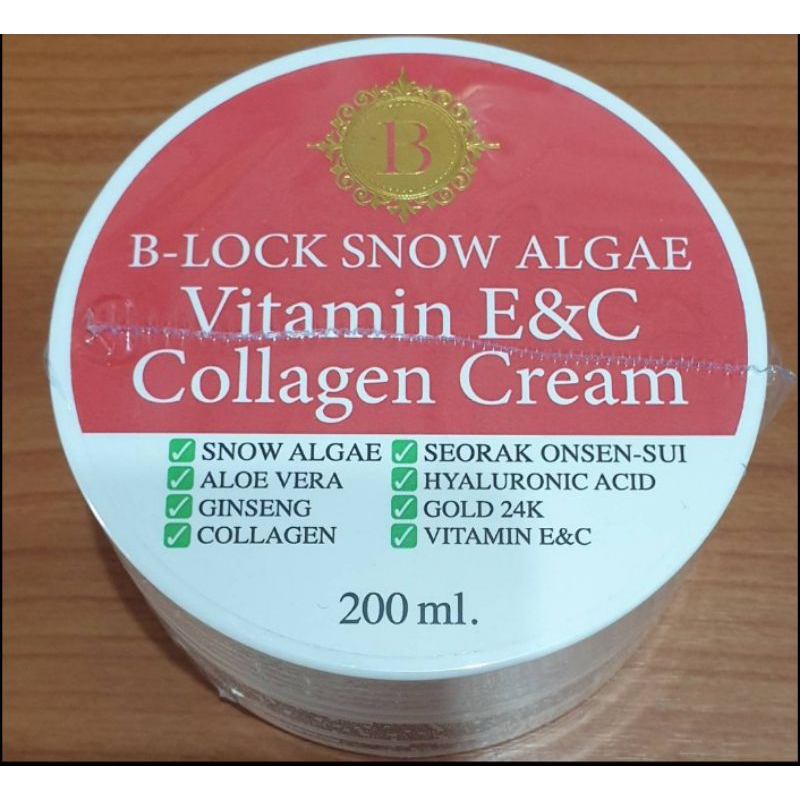 B
B-LOCK SNOW ALGAE
Vitamin E&C
Collagen Cream
✓ SNOW ALGAE ✓ SEORAK ONSEN-SUI
✓ ALOE VERA ✓ HYALURONIC ACID
✓ GINSENG ✓ GOLD 24K
✓ COLLAGEN ✓ VITAMIN E&C
200 ml.